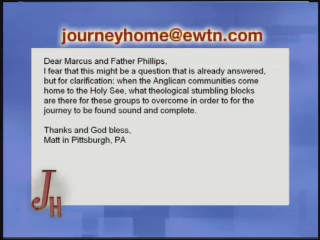 journeyhome@ewtn.com
Dear Marcus and Father Phillips,
I fear that this might be a question that is already answered,
but for clarification: when the Anglican communities come
home to the Holy See, what theological stumbling blocks
are there for these groups to overcome in order to for the
journey to be found sound and complete.
Thanks and God bless,
Matt in Pittsburgh, PA
JH